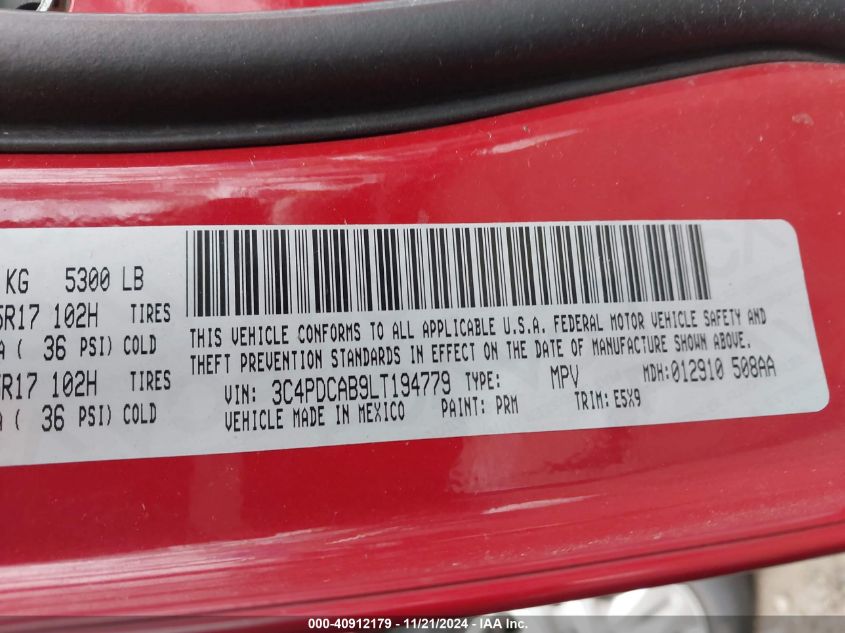 KG 5300 LB
5R17 102H TIRES
A ( 36 PSI) COLD
5R17 102H TIRES
A ( 36 PSI) COLD
THIS VEHICLE CONFORMS TO ALL APPLICABLE U.S.A. FEDERAL MOTOR VEHICLE SAFETY AND
THEFT PREVENTION STANDARDS IN EFFECT ON THE DATE OF MANUFACTURE SHOWN ABOVE.
VIN: 3C4PDCAB9LT194779 TYPE: MPV MDH:012910 508AA
VEHICLE MADE IN MEXICO PAINT: PRM TRIM: E5X9
000-40912179 - 11/21/2024 - IAA Inc.